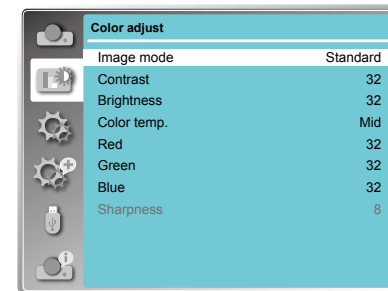 Color adjust
Image mode Standard
Contrast 32
Brightness 32
Color temp. Mid
Red 32
Green 32
Blue 32
Sharpness 8